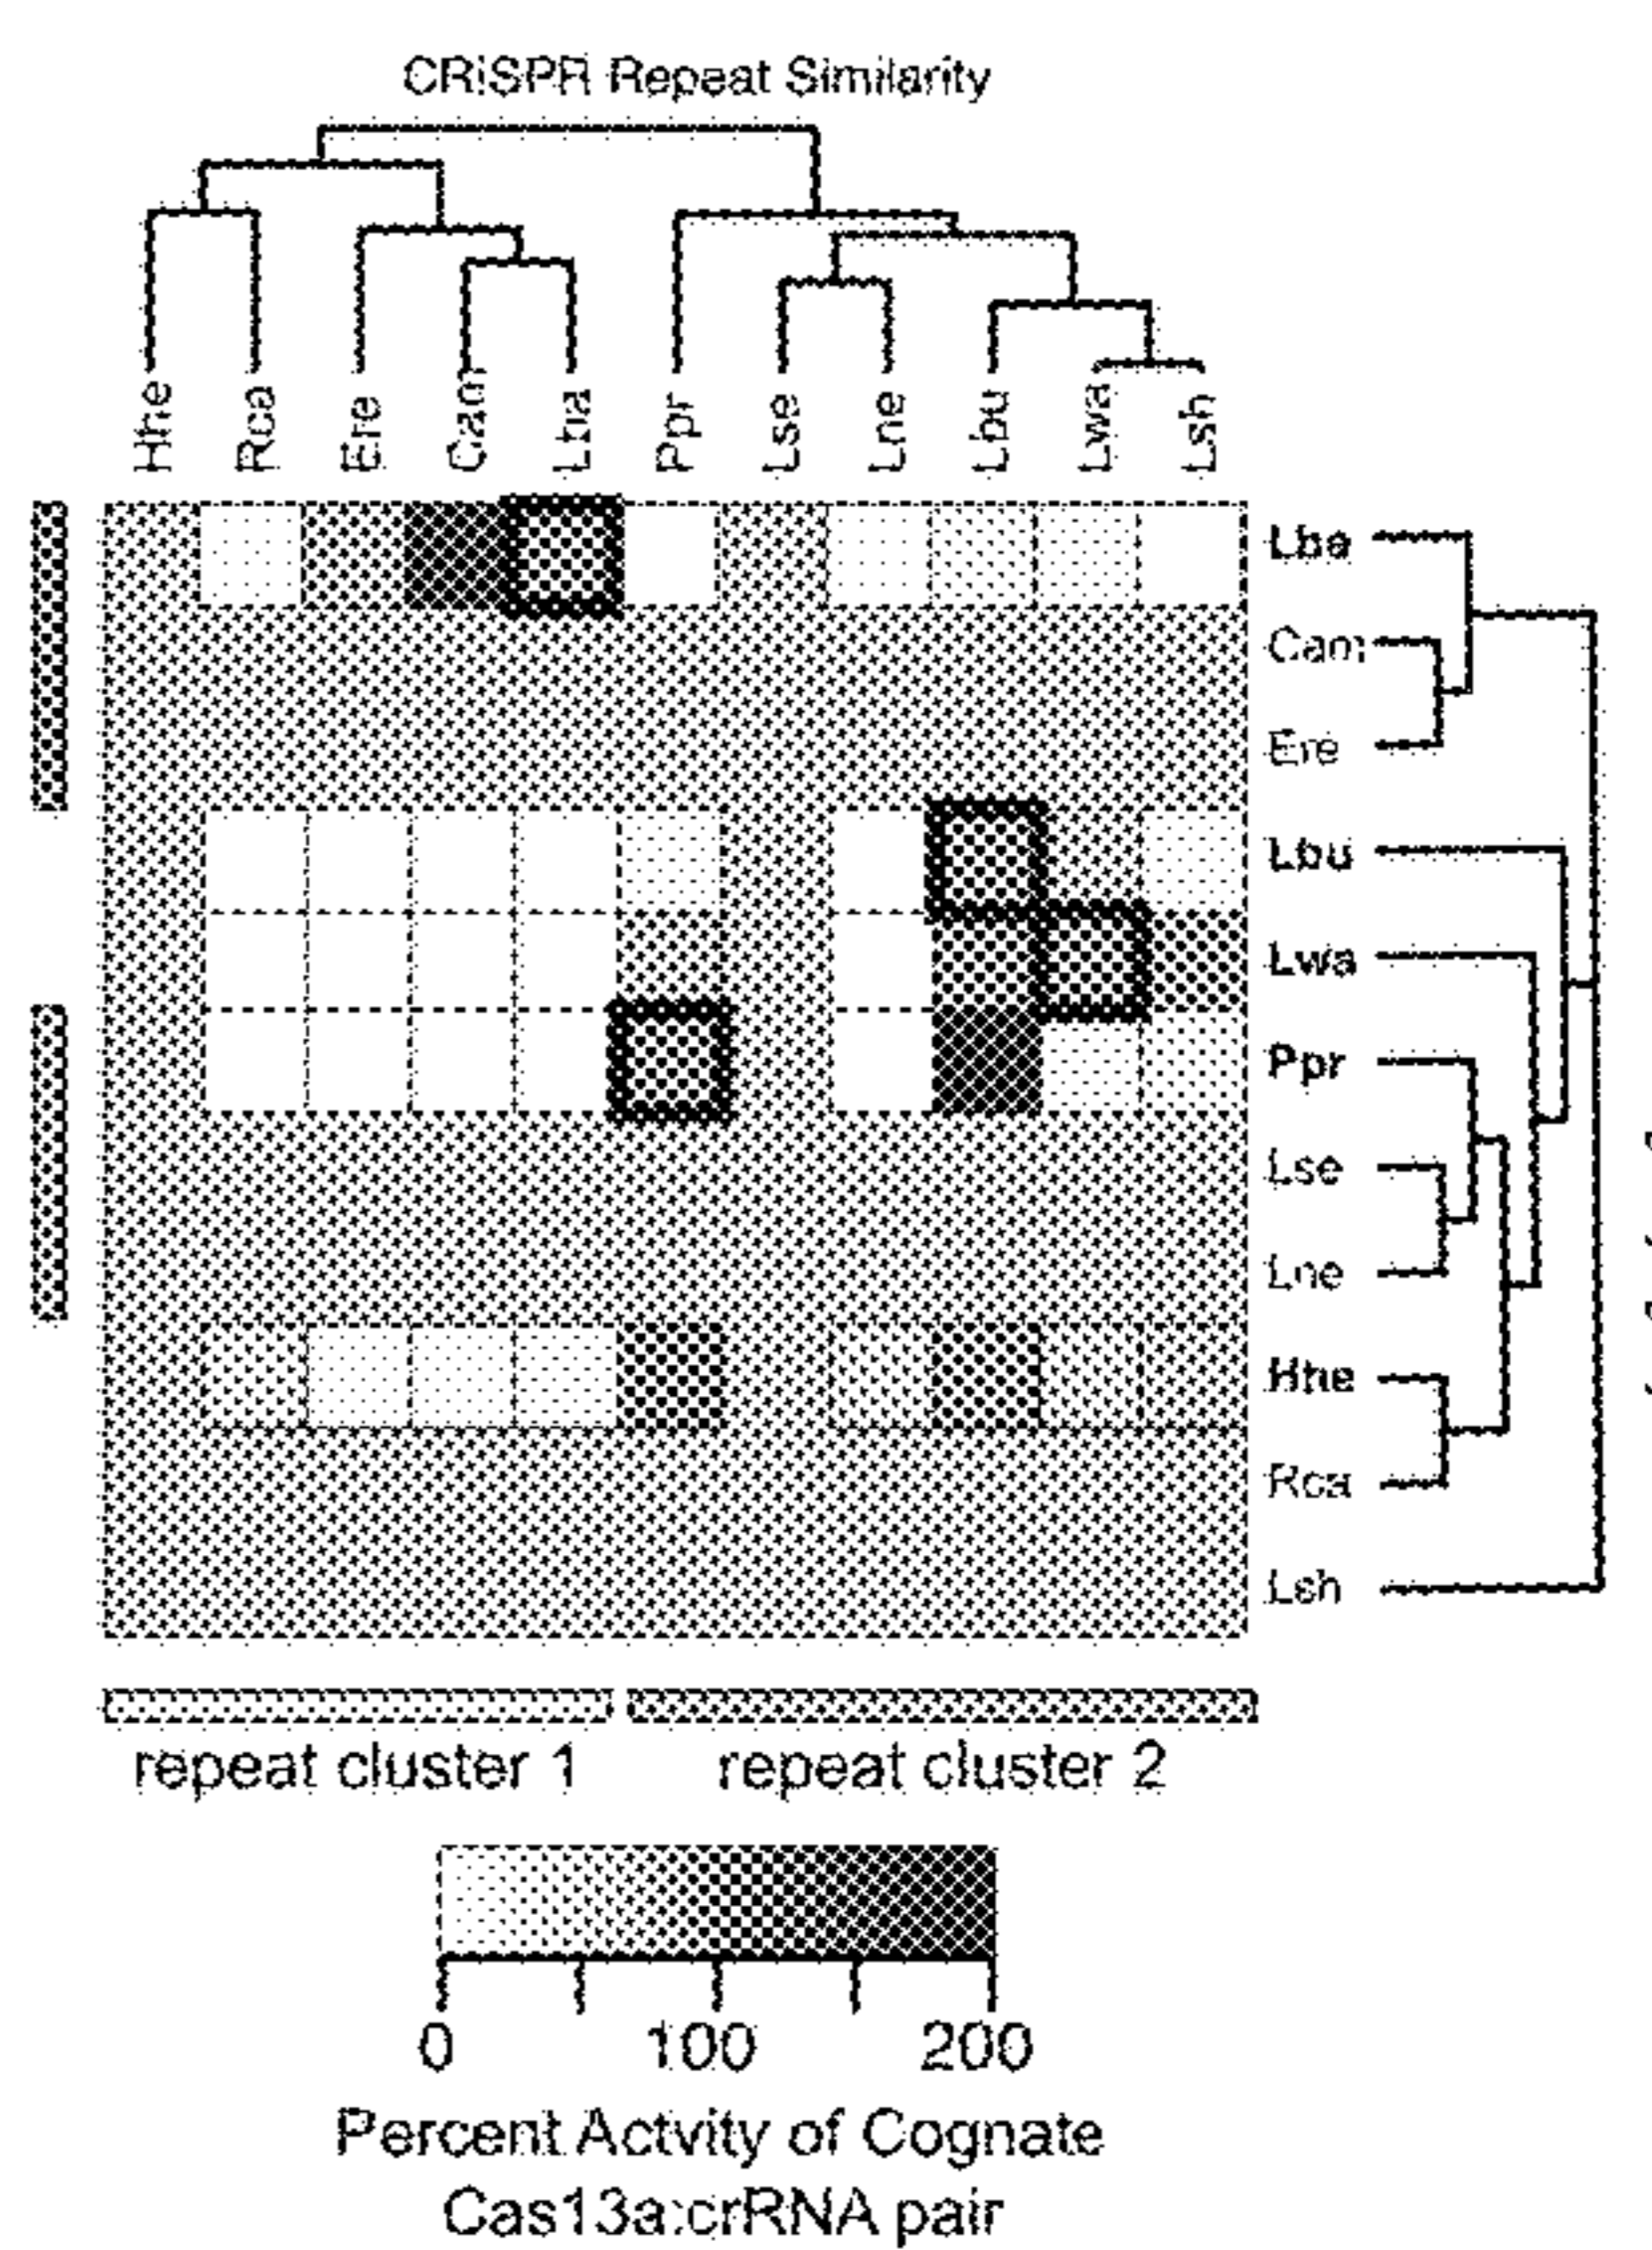 CRISPR Repeat Similarity
Hhe
Rca
Ere
Cam
Lba
Ppr
Lse
Lne
Lbu
Lwa
Lsh
Lba
Cam
Ere
Lbu
Lwa
Ppr
Lse
Lne
Hhe
Rca
Lsh
repeat cluster 1
repeat cluster 2
0
100
200
Percent Actvity of Cognate
Cas13a:crRNA pair